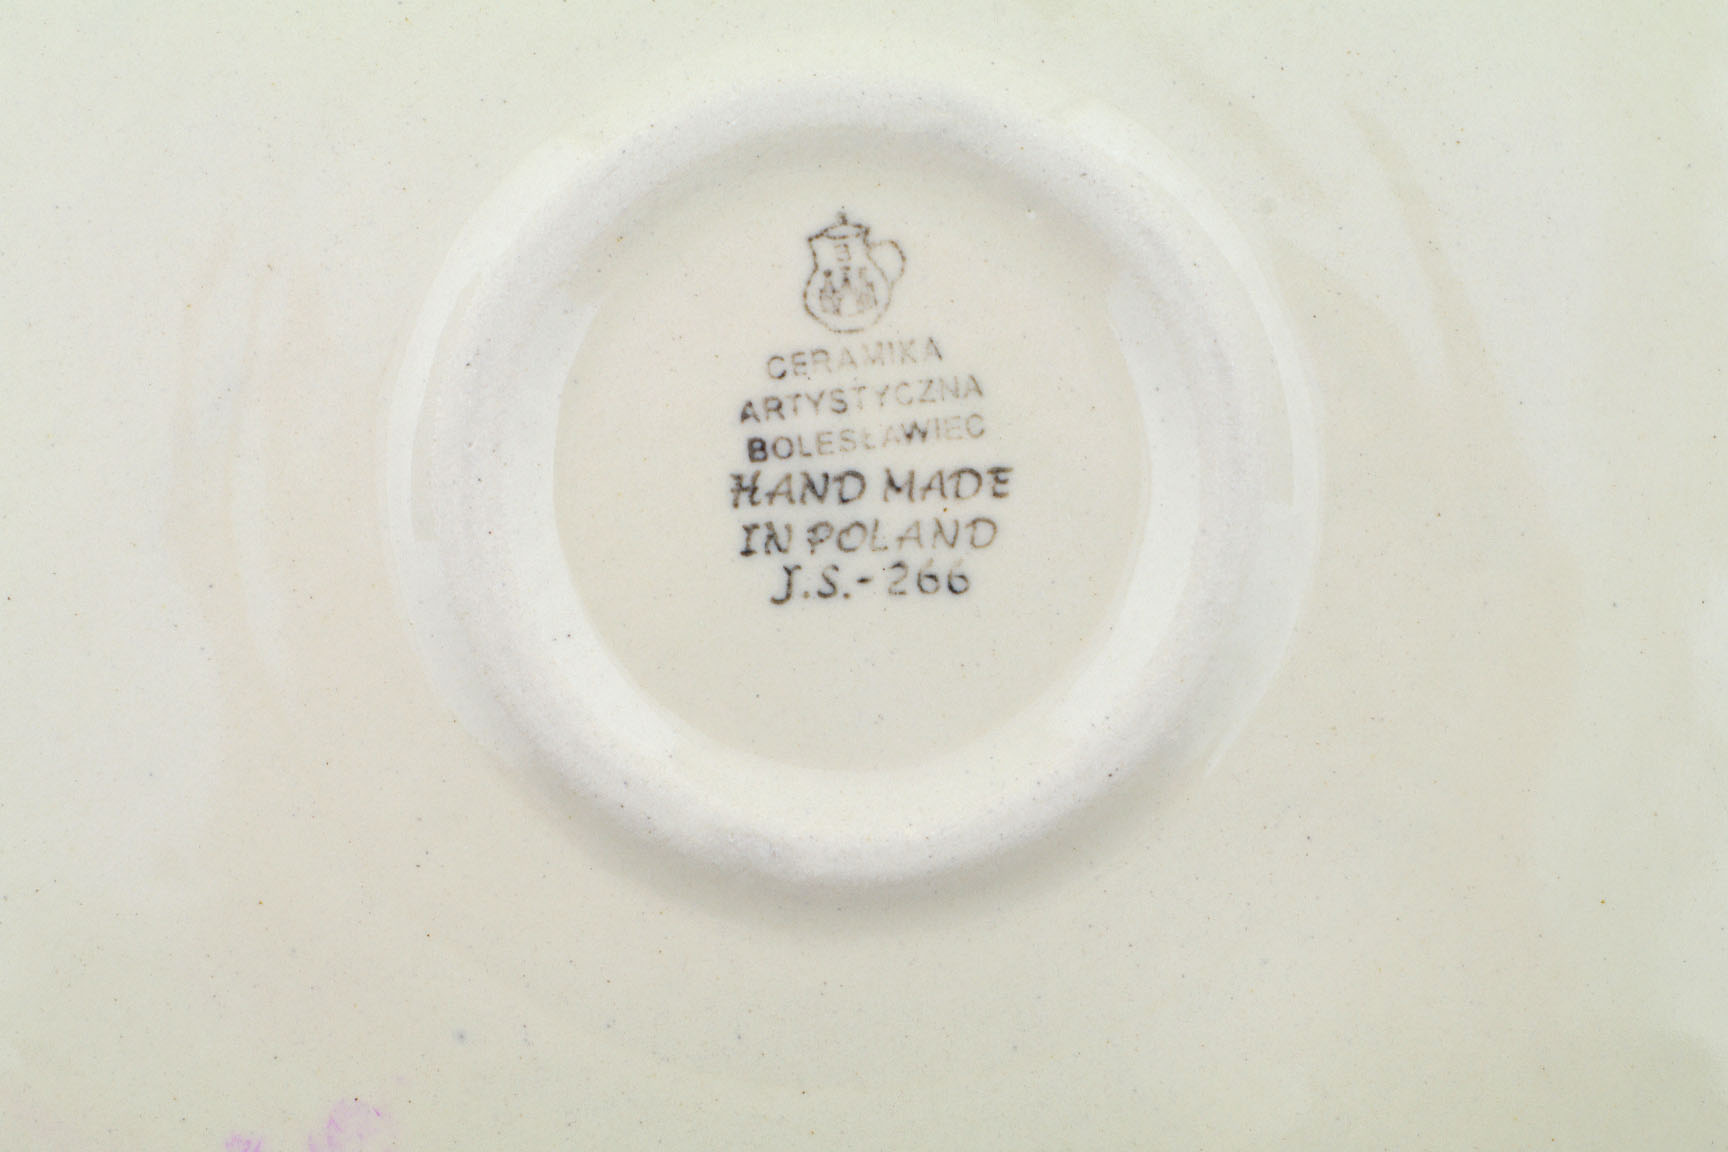 CERAMIKA
ARTYSTYCZNA
BOLESŁAWIEC
HAND MADE
IN POLAND
J.S.-266